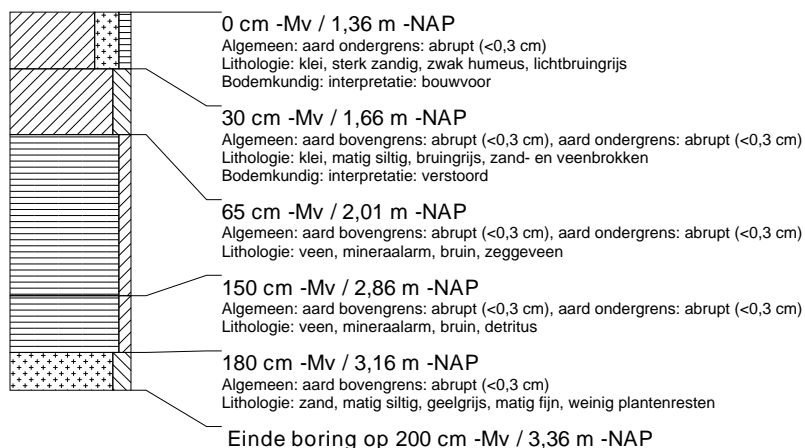 0 cm -Mv / 1,36 m -NAP
Algemeen: aard ondergrens: abrupt (<0,3 cm)
Lithologie: klei, sterk zandig, zwak humeus, lichtbruingrijs
Bodemkundig: interpretatie: bouwvoor
30 cm -Mv / 1,66 m -NAP
Algemeen: aard bovengrens: abrupt (<0,3 cm), aard ondergrens: abrupt (<0,3 cm)
Lithologie: klei, matig siltig, bruingrijs, zand- en veenbrokken
Bodemkundig: interpretatie: verstoord
65 cm -Mv / 2,01 m -NAP
Algemeen: aard bovengrens: abrupt (<0,3 cm), aard ondergrens: abrupt (<0,3 cm)
Lithologie: veen, mineraalarm, bruin, zeggeveen
150 cm -Mv / 2,86 m -NAP
Algemeen: aard bovengrens: abrupt (<0,3 cm), aard ondergrens: abrupt (<0,3 cm)
Lithologie: veen, mineraalarm, bruin, detritus
180 cm -Mv / 3,16 m -NAP
Algemeen: aard bovengrens: abrupt (<0,3 cm)
Lithologie: zand, matig siltig, geelgrijs, matig fijn, weinig plantenresten
Einde boring op 200 cm -Mv / 3,36 m -NAP